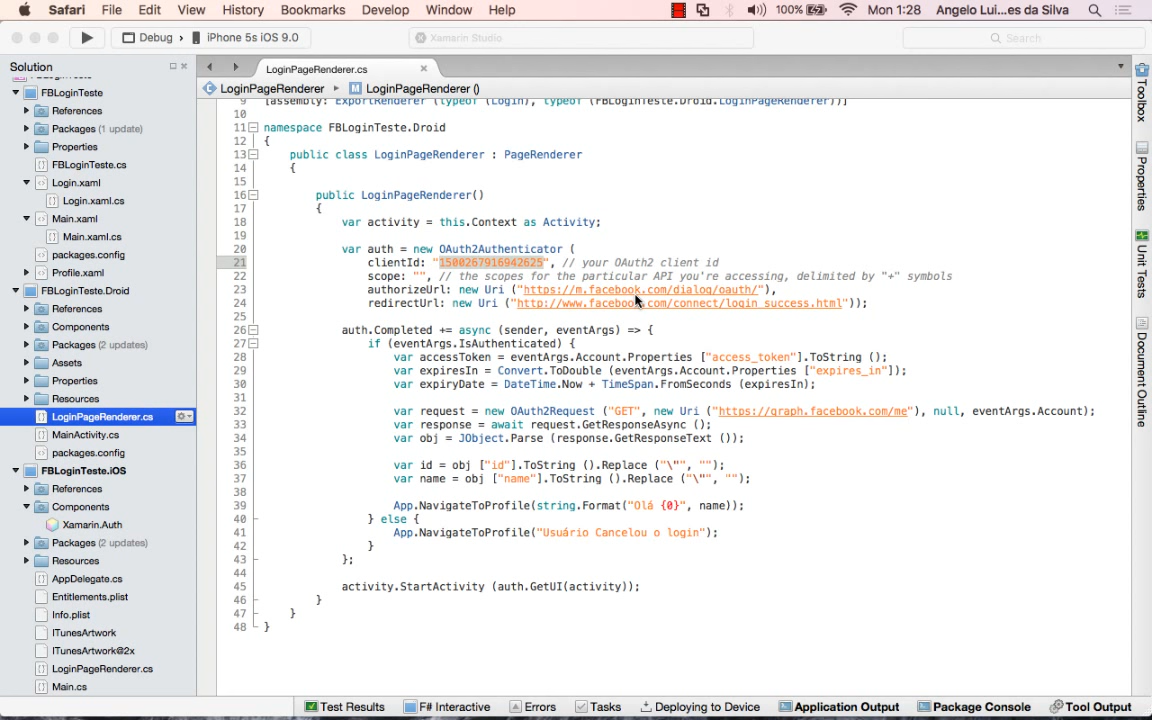 Safari File Edit View History Bookmarks Develop Window Help 100% Mon 1:28 Angelo Lui...es da Silva
Debug › iPhone 5s iOS 9.0 Xamarin Studio Search
Solution
FBLoginTeste
References
Packages (1 update)
Properties
FBLoginTeste.cs
Login.xaml
Login.xaml.cs
Main.xaml
Main.xaml.cs
packages.config
Profile.xaml
FBLoginTeste.Droid
References
Components
Packages (2 updates)
Assets
Properties
Resources
LoginPageRenderer.cs
MainActivity.cs
packages.config
FBLoginTeste.iOS
References
Components
Xamarin.Auth
Packages (2 updates)
Resources
AppDelegate.cs
Entitlements.plist
Info.plist
ITunesArtwork
ITunesArtwork@2x
LoginPageRenderer.cs
Main.cs
LoginPageRenderer.cs
LoginPageRenderer LoginPageRenderer ()
9 [assembly: ExportRenderer (typeof (Login), typeof (FBLoginTeste.Droid.LoginPageRenderer))]
10
11 namespace FBLoginTeste.Droid
12 {
13 public class LoginPageRenderer : PageRenderer
14 {
15
16 public LoginPageRenderer()
17 {
18 var activity = this.Context as Activity;
19
20 var auth = new OAuth2Authenticator (
21 clientId: "1500267916942625", // your OAuth2 client id
22 scope: "", // the scopes for the particular API you're accessing, delimited by "+" symbols
23 authorizeUrl: new Uri ("https://m.facebook.com/dialog/oauth/"),
24 redirectUrl: new Uri ("http://www.facebook.com/connect/login_success.html"));
25
26 auth.Completed += async (sender, eventArgs) => {
27 if (eventArgs.IsAuthenticated) {
28 var accessToken = eventArgs.Account.Properties ["access_token"].ToString ();
29 var expiresIn = Convert.ToDouble (eventArgs.Account.Properties ["expires_in"]);
30 var expiryDate = DateTime.Now + TimeSpan.FromSeconds (expiresIn);
31
32 var request = new OAuth2Request ("GET", new Uri ("https://graph.facebook.com/me"), null, eventArgs.Account);
33 var response = await request.GetResponseAsync ();
34 var obj = JObject.Parse (response.GetResponseText ());
35
36 var id = obj ["id"].ToString ().Replace ("\"", "");
37 var name = obj ["name"].ToString ().Replace ("\"", "");
38
39 App.NavigateToProfile(string.Format("Olá {0}", name));
40 } else {
41 App.NavigateToProfile("Usuário Cancelou o login");
42 }
43 };
44
45 activity.StartActivity (auth.GetUI(activity));
46 }
47 }
48 }
Toolbox
Properties
Unit Tests
Document Outline
Test Results F# Interactive Errors Tasks Deploying to Device Application Output Package Console Tool Output